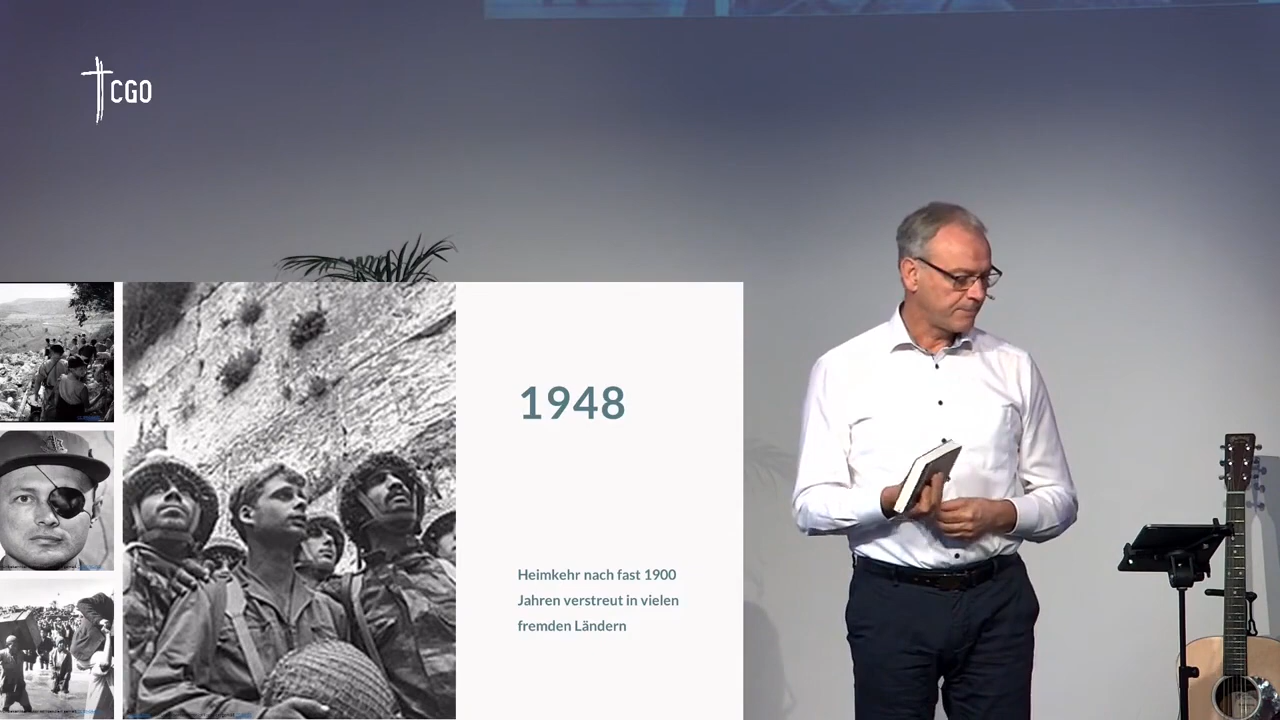 CGO
1948
Heimkehr nach fast 1900
Jahren verstreut in vielen
fremden Ländern